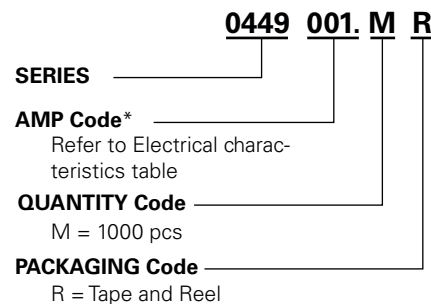 0449 001. M R
SERIES
AMP Code*
Refer to Electrical charac-
teristics table
QUANTITY Code
M = 1000 pcs
PACKAGING Code
R = Tape and Reel